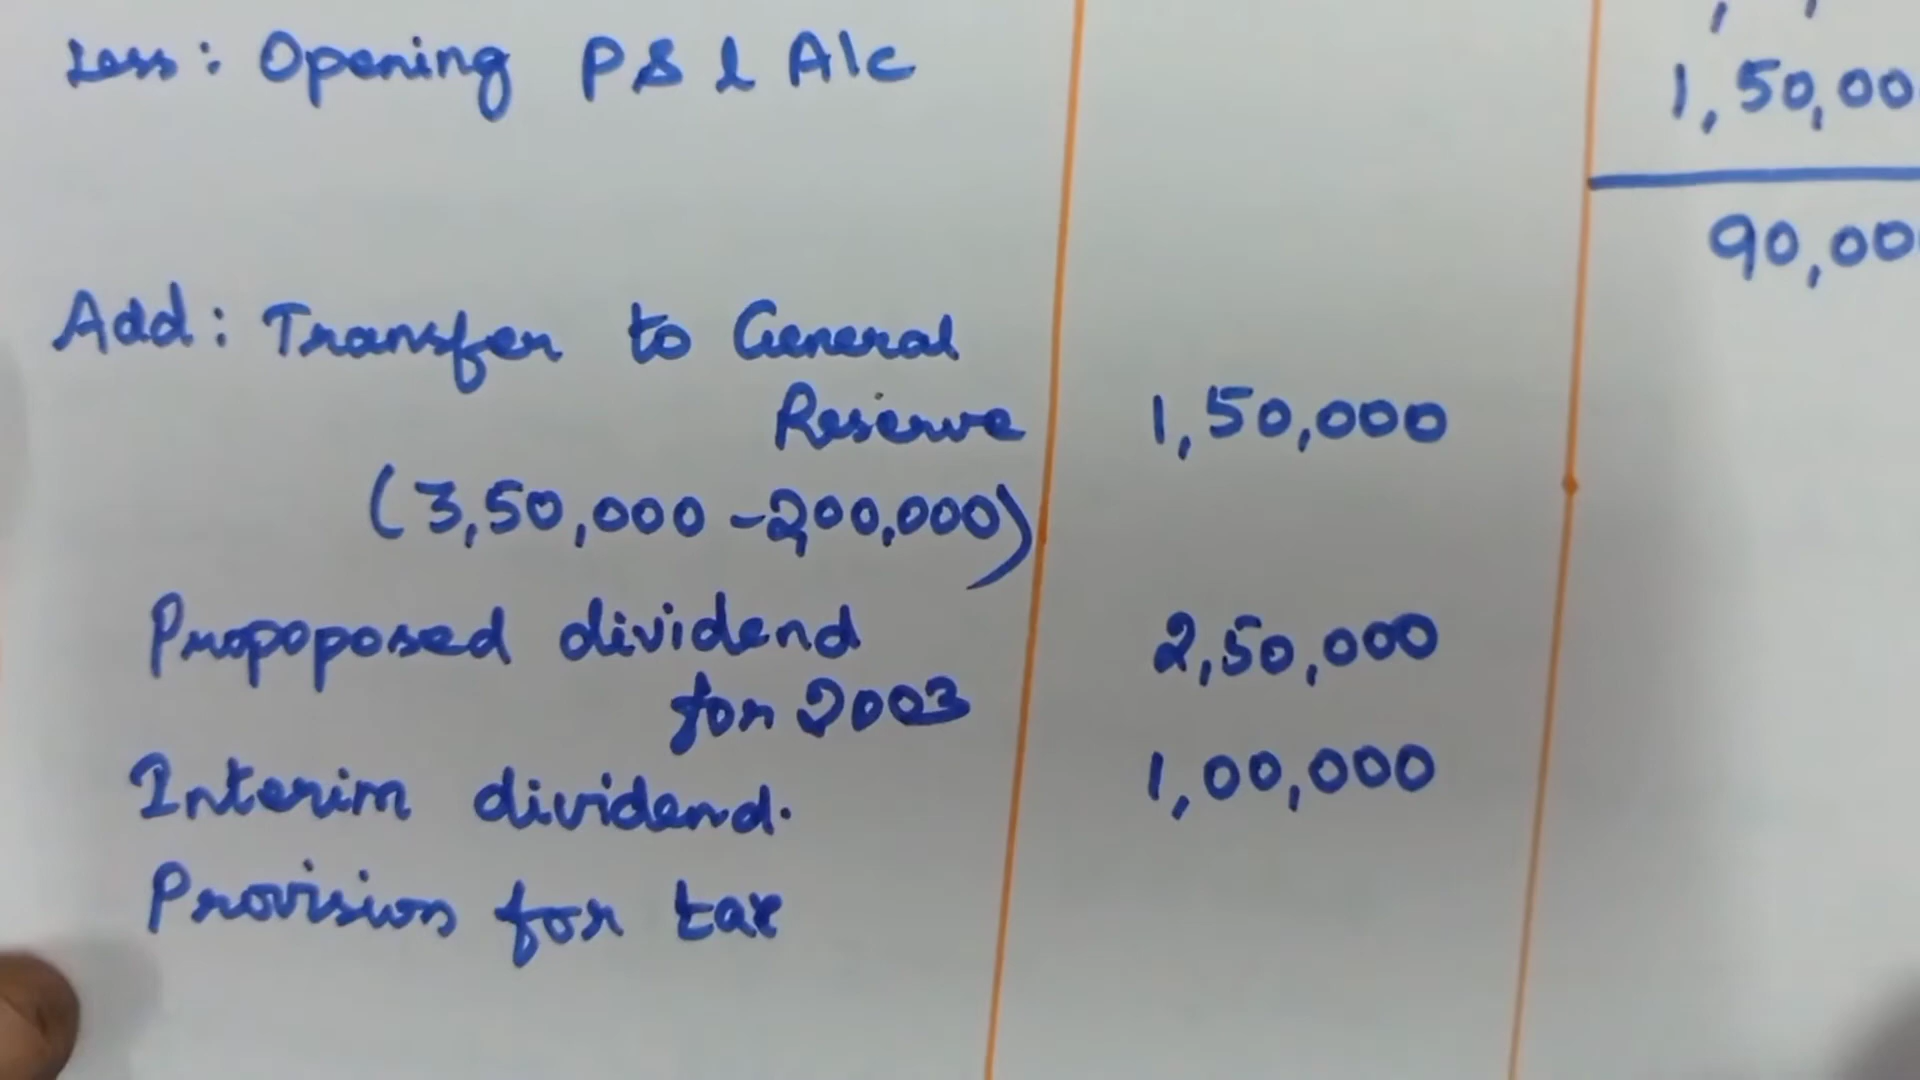 Less: Opening P & L A/c
1,50,00
90,00
Add: Transfer to General
Reserve 1,50,000
(3,50,000 - 200,000)
Propoposed dividend 2,50,000
for 2003
Interim dividend. 1,00,000
Provision for tax